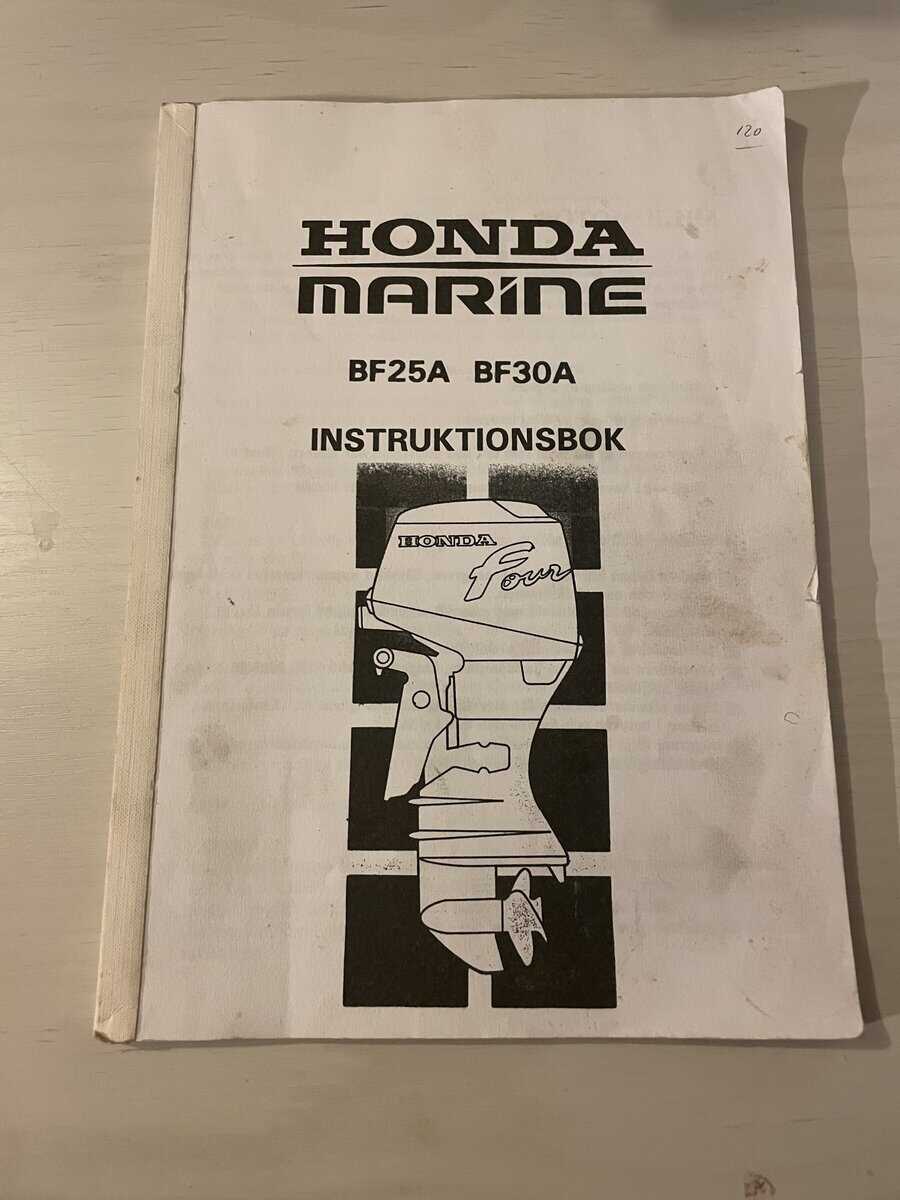 120
HONDA
MARINE
BF25A BF30A
INSTRUKTIONSBOK
HONDA
Four